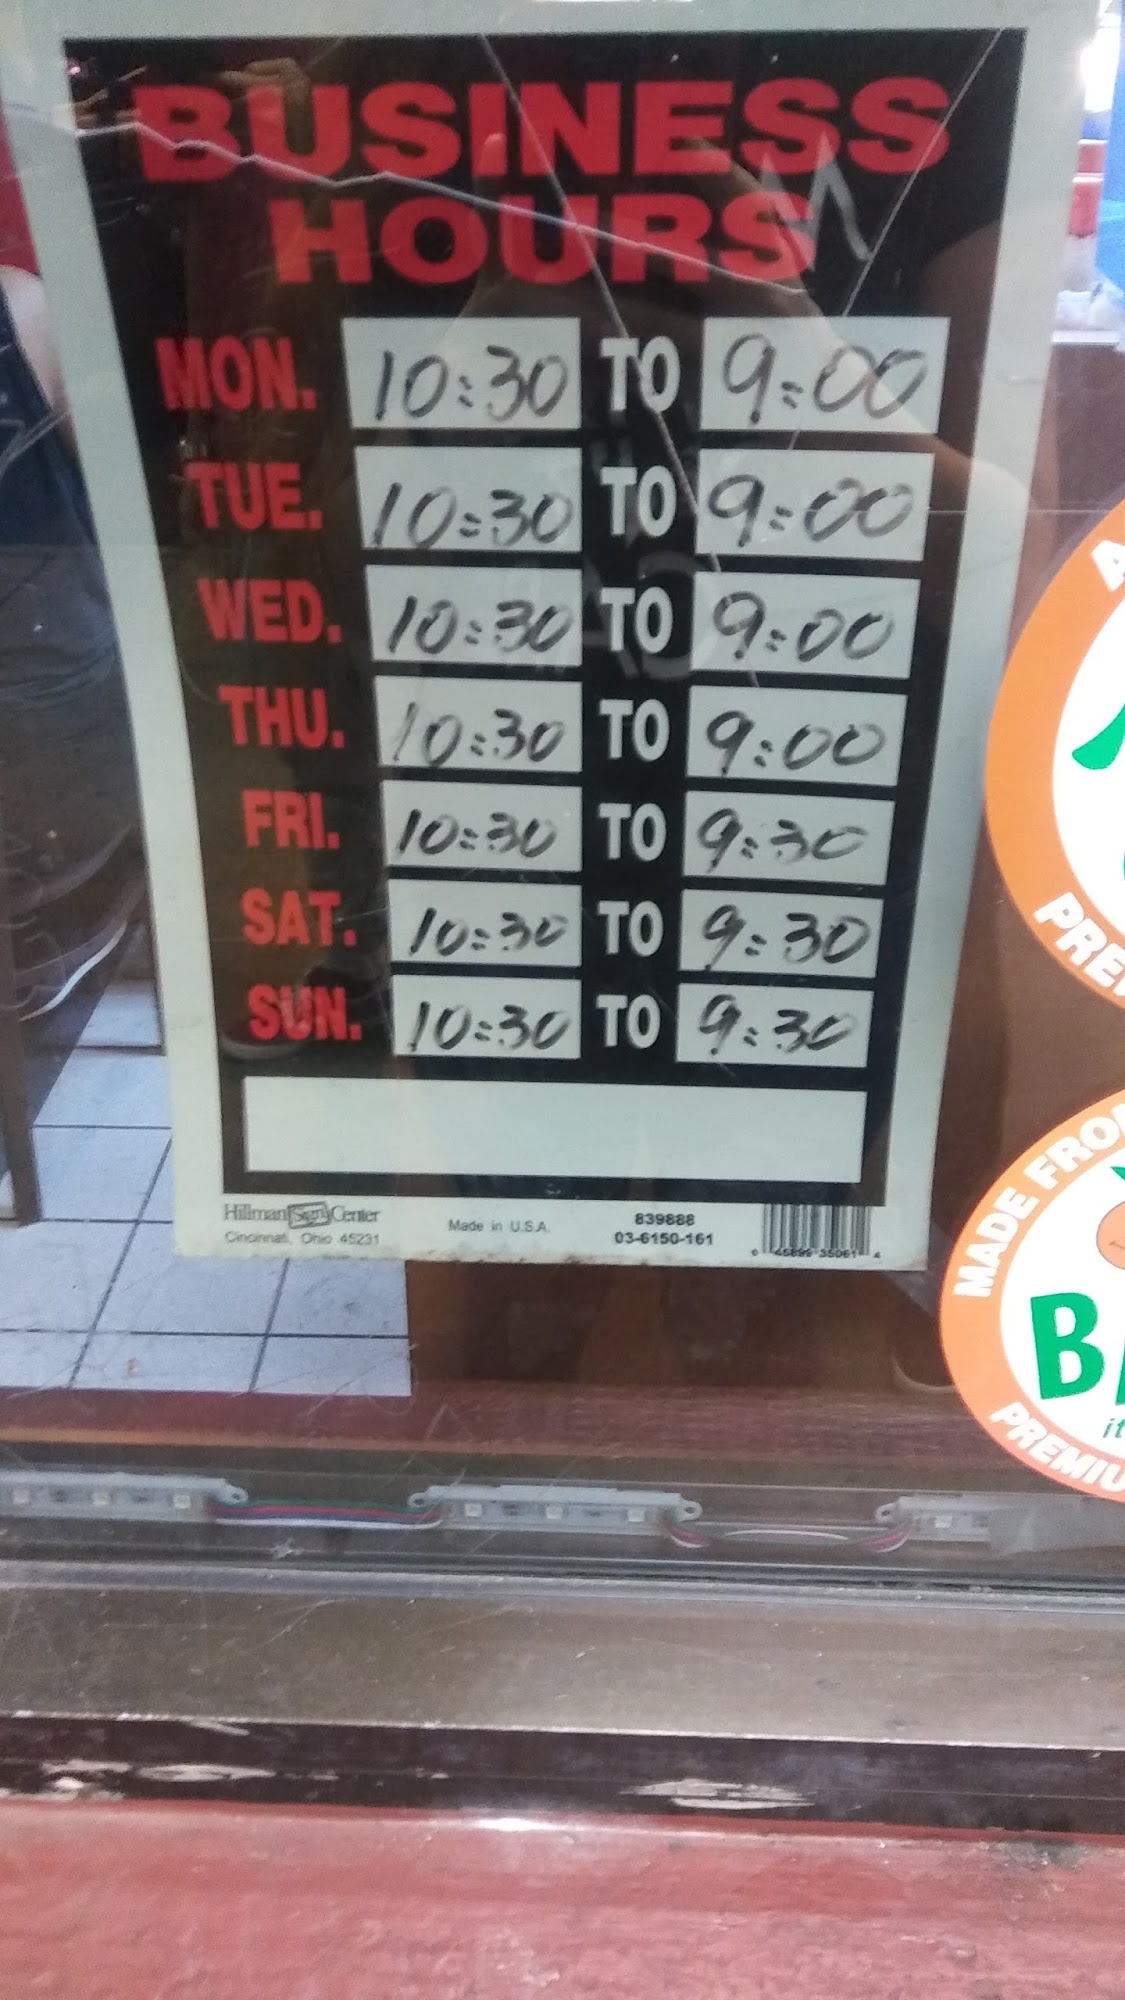 BUSINESS
HOURS
MON. 10:30 TO 9:00
TUE. 10:30 TO 9:00
WED. 10:30 TO 9:00
THU. 10:30 TO 9:00
FRI. 10:30 TO 9:30
SAT. 10:30 TO 9:30
SUN. 10:30 TO 9:30
Hillman Sign Center
Cincinnati, Ohio 45231
Made in U.S.A.
839888
03-6150-161
MADE FRO
B
it
PREMIU